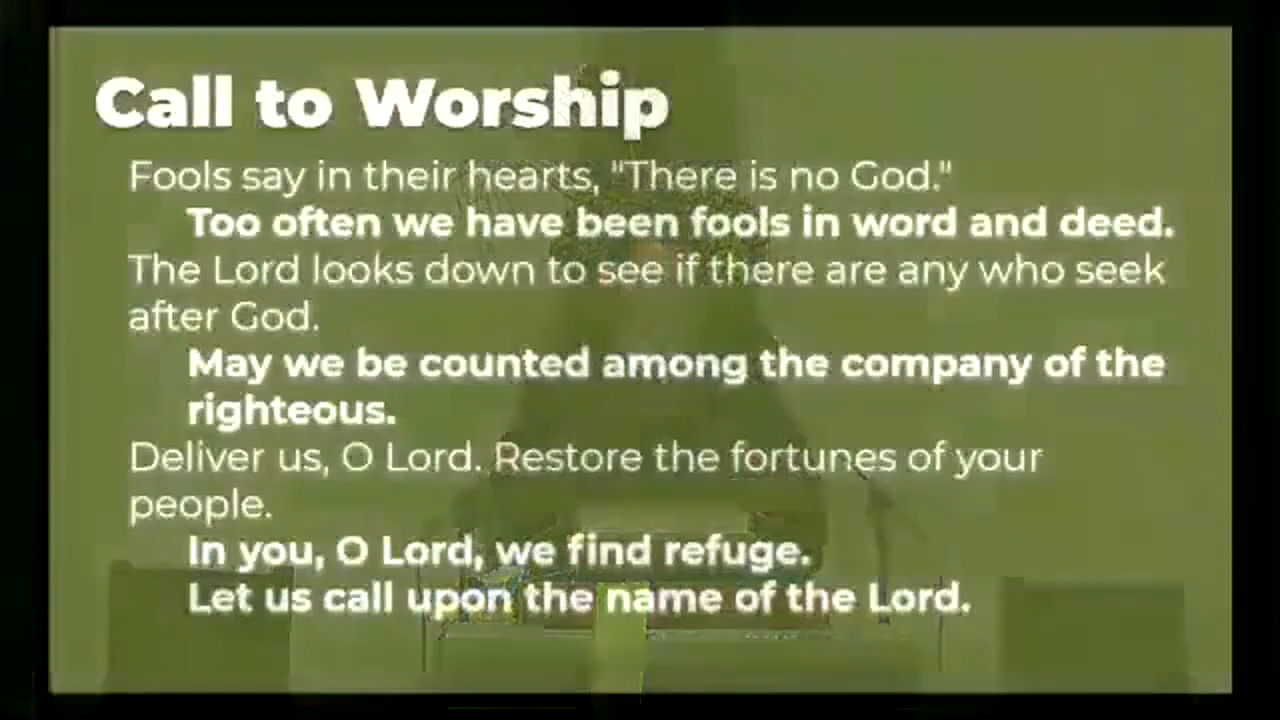 Call to Worship
Fools say in their hearts, "There is no God."
Too often we have been fools in word and deed.
The Lord looks down to see if there are any who seek
after God.
May we be counted among the company of the
righteous.
Deliver us, O Lord. Restore the fortunes of your
people.
In you, O Lord, we find refuge.
Let us call upon the name of the Lord.